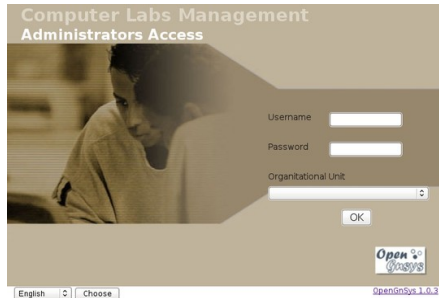 Computer Labs Management
Administrators Access
Username
Password
Organitational Unit
OK
Open
Gnsys
English
Choose
OpenGnSys 1.0.3